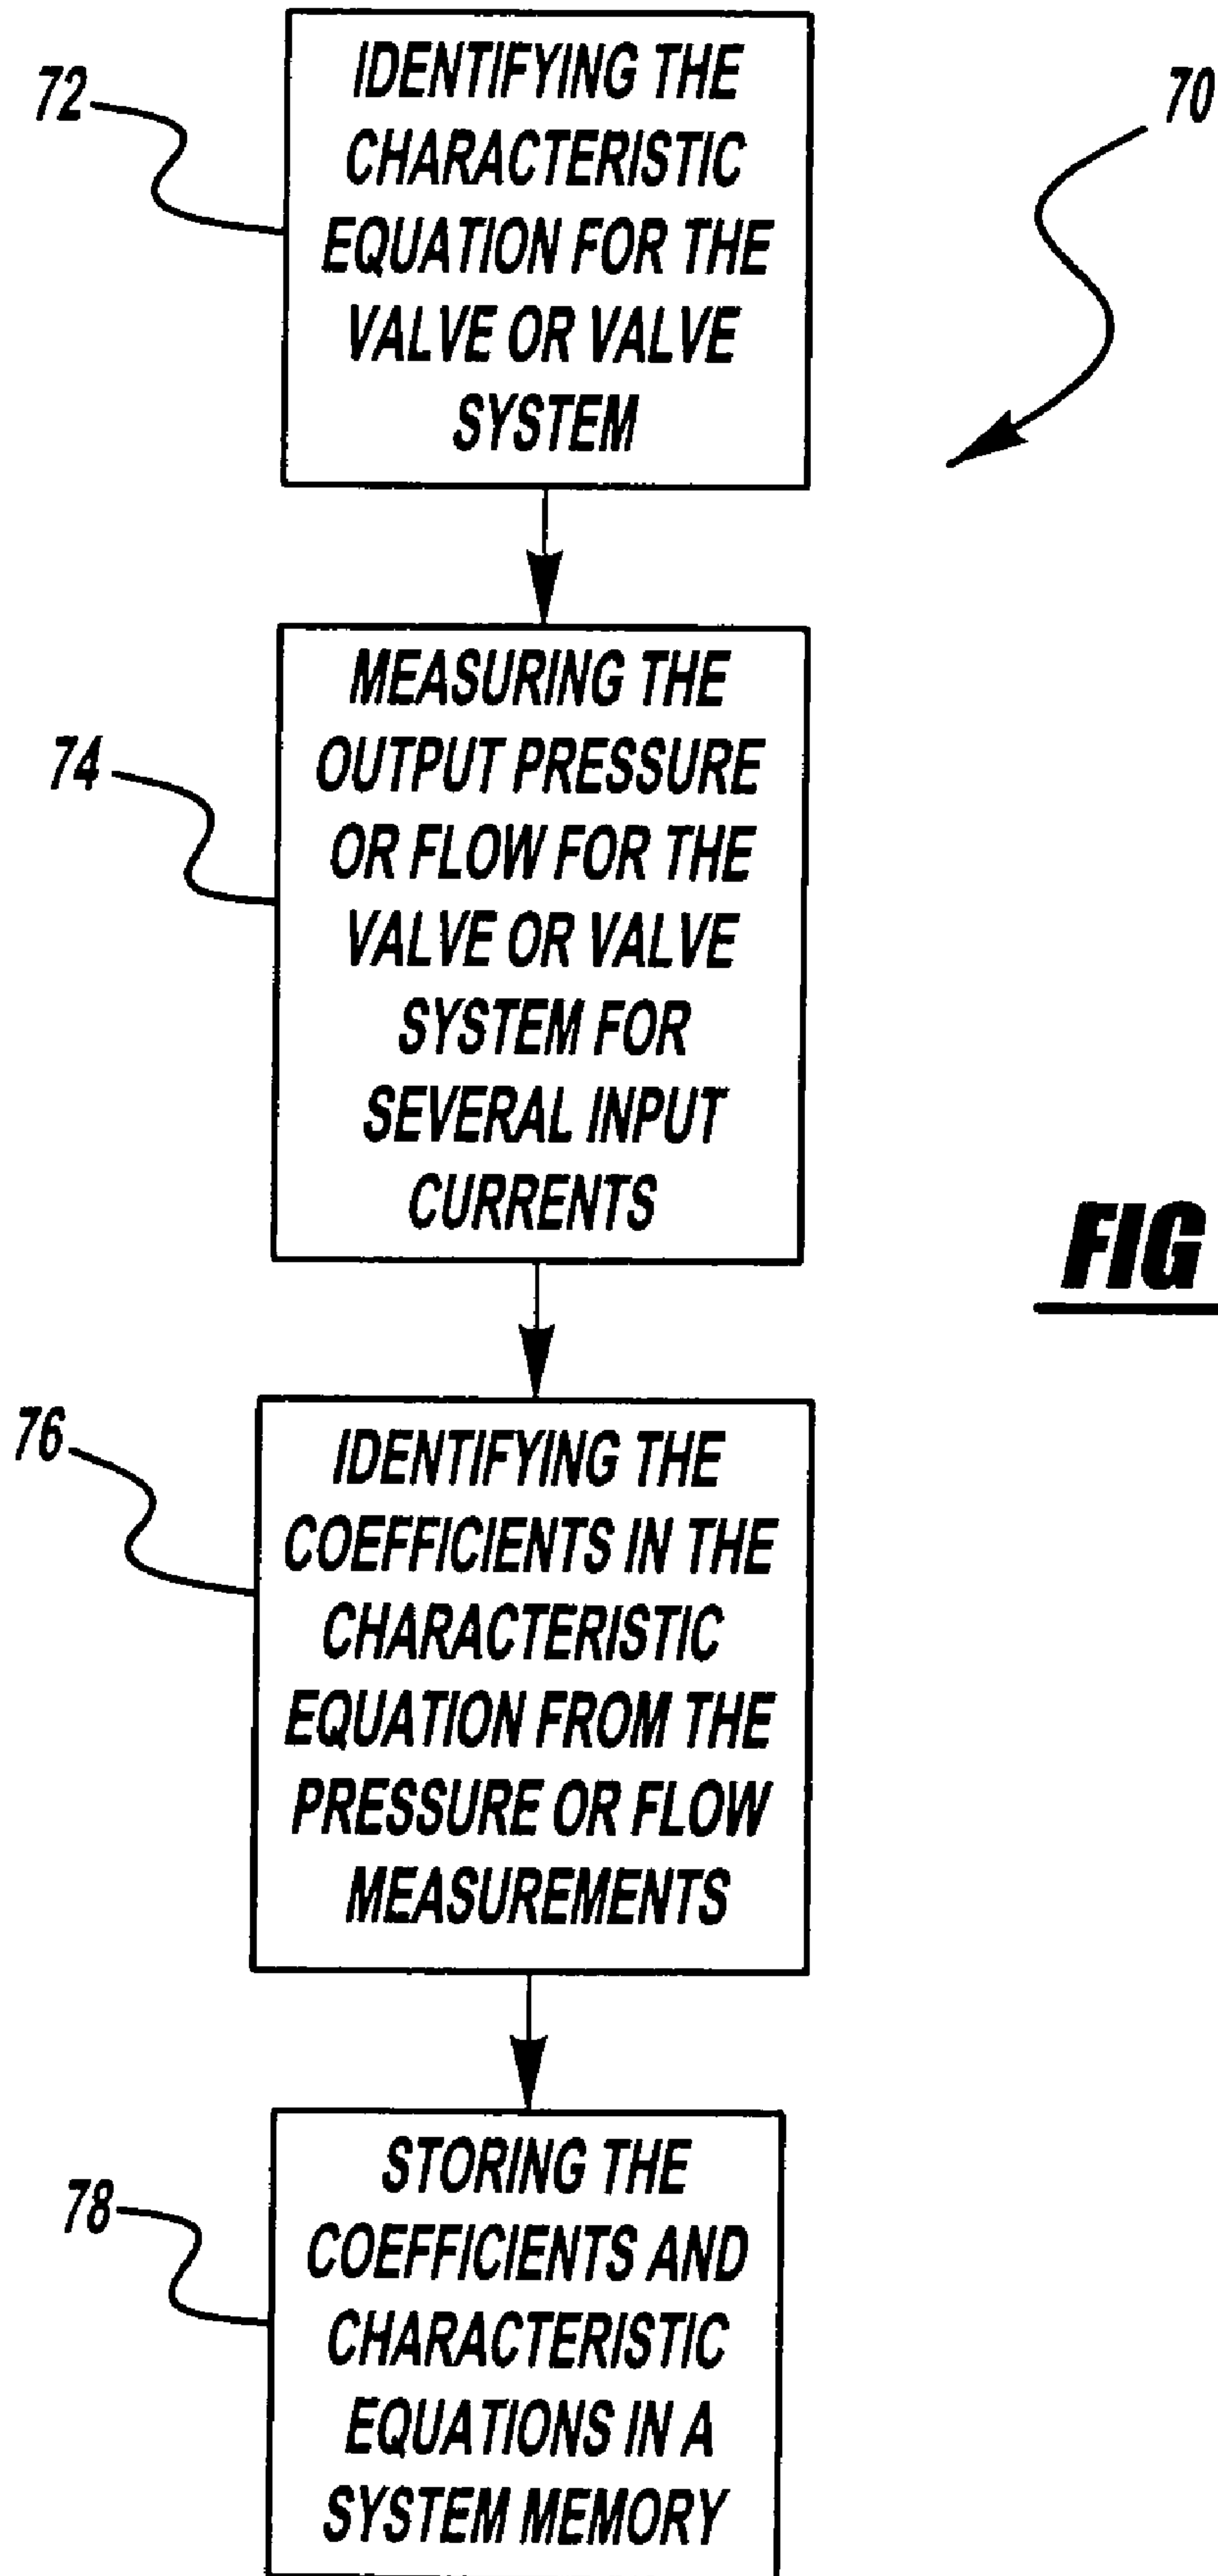 72
IDENTIFYING THE
CHARACTERISTIC
EQUATION FOR THE
VALVE OR VALVE
SYSTEM
70
74
MEASURING THE
OUTPUT PRESSURE
OR FLOW FOR THE
VALVE OR VALVE
SYSTEM FOR
SEVERAL INPUT
CURRENTS
FIG
76
IDENTIFYING THE
COEFFICIENTS IN THE
CHARACTERISTIC
EQUATION FROM THE
PRESSURE OR FLOW
MEASUREMENTS
78
STORING THE
COEFFICIENTS AND
CHARACTERISTIC
EQUATIONS IN A
SYSTEM MEMORY